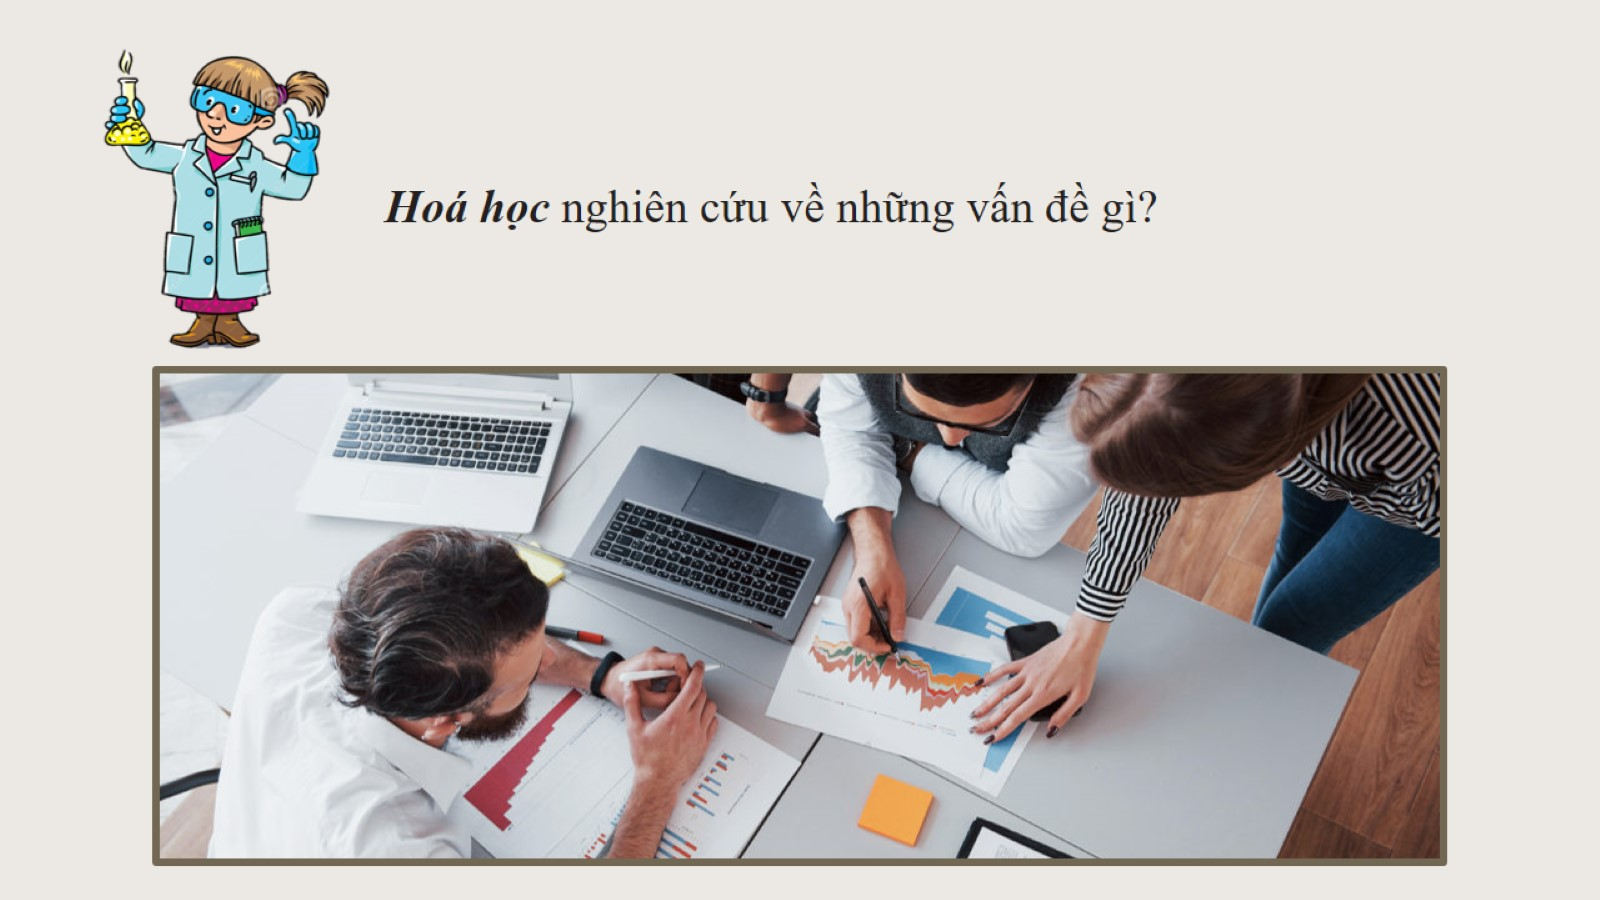 Hoá học nghiên cứu về những vấn đề gì?